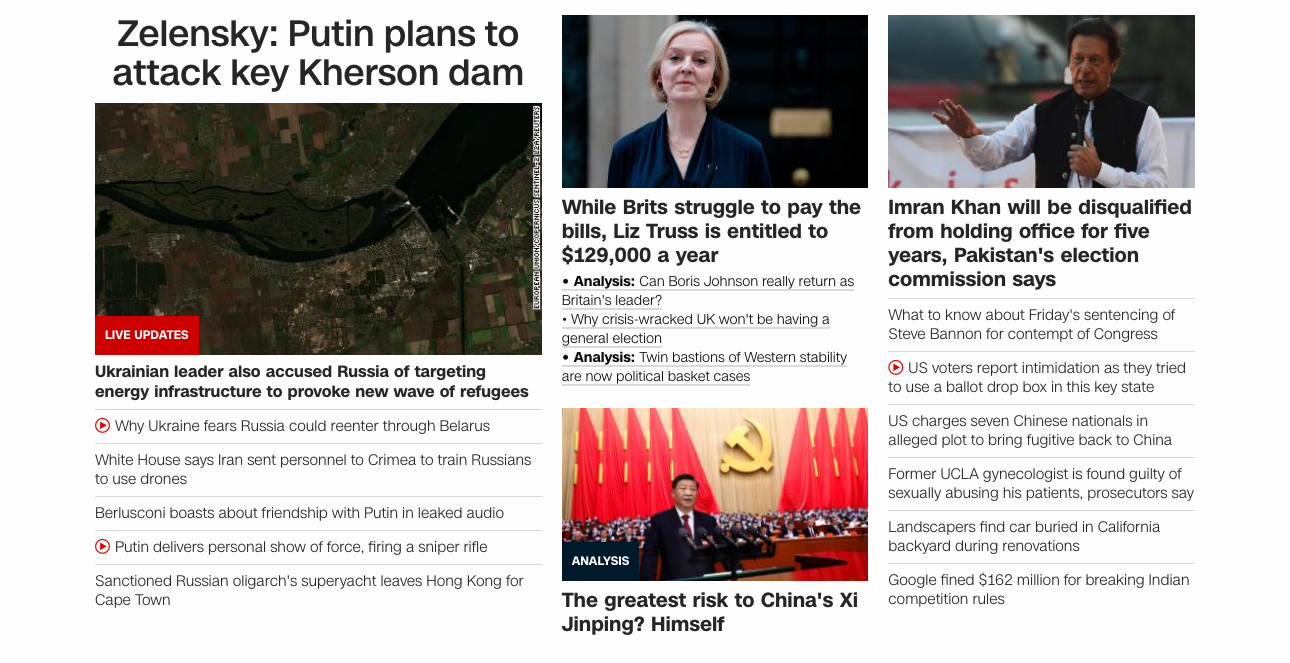 Zelensky: Putin plans to
attack key Kherson dam
EUROPEAN UNION/COPERNICUS SENTINEL-2 L2A/REUTERS
LIVE UPDATES
Ukrainian leader also accused Russia of targeting
energy infrastructure to provoke new wave of refugees
Why Ukraine fears Russia could reenter through Belarus
White House says Iran sent personnel to Crimea to train Russians
to use drones
Berlusconi boasts about friendship with Putin in leaked audio
Putin delivers personal show of force, firing a sniper rifle
Sanctioned Russian oligarch's superyacht leaves Hong Kong for
Cape Town
While Brits struggle to pay the
bills, Liz Truss is entitled to
$129,000 a year
• Analysis: Can Boris Johnson really return as
Britain's leader?
• Why crisis-wracked UK won't be having a
general election
• Analysis: Twin bastions of Western stability
are now political basket cases
ANALYSIS
The greatest risk to China's Xi
Jinping? Himself
Imran Khan will be disqualified
from holding office for five
years, Pakistan's election
commission says
What to know about Friday's sentencing of
Steve Bannon for contempt of Congress
US voters report intimidation as they tried
to use a ballot drop box in this key state
US charges seven Chinese nationals in
alleged plot to bring fugitive back to China
Former UCLA gynecologist is found guilty of
sexually abusing his patients, prosecutors say
Landscapers find car buried in California
backyard during renovations
Google fined $162 million for breaking Indian
competition rules